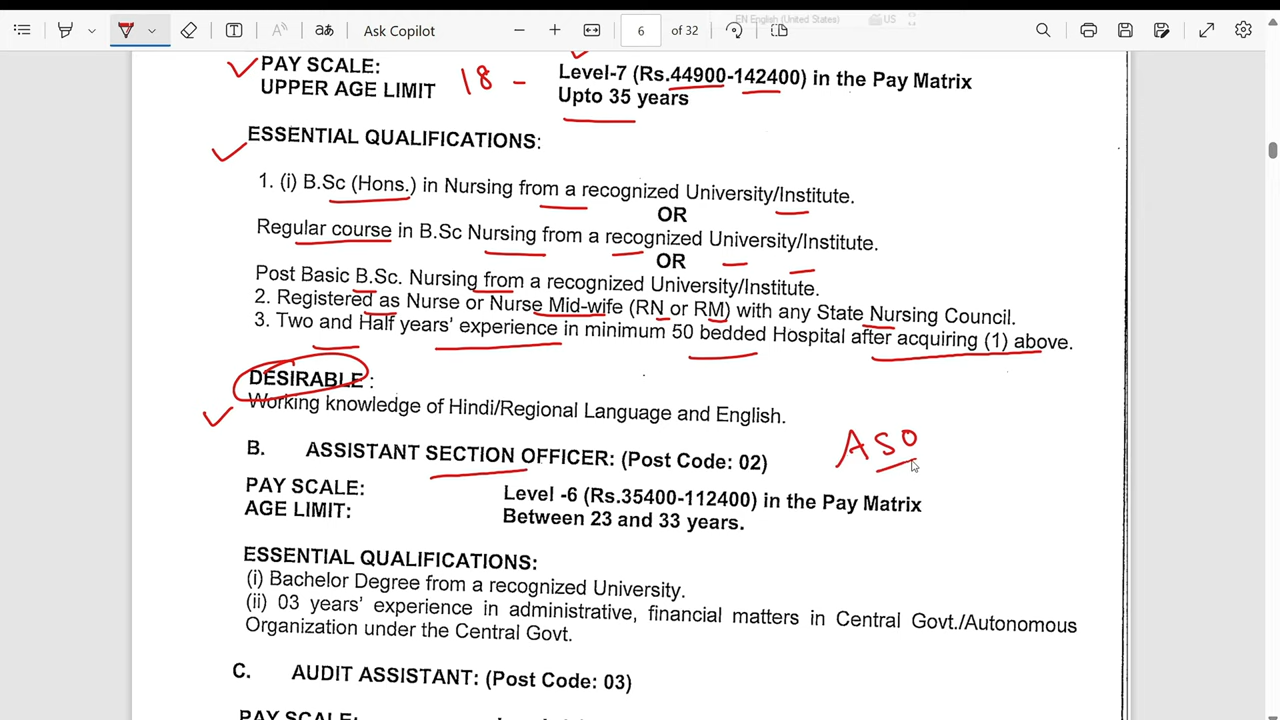 Ask Copilot
6 of 32
EN English (United States) US
PAY SCALE: Level-7 (Rs.44900-142400) in the Pay Matrix
UPPER AGE LIMIT 18 - Upto 35 years
ESSENTIAL QUALIFICATIONS:
1. (i) B.Sc (Hons.) in Nursing from a recognized University/Institute.
OR
Regular course in B.Sc Nursing from a recognized University/Institute.
OR
Post Basic B.Sc. Nursing from a recognized University/Institute.
2. Registered as Nurse or Nurse Mid-wife (RN or RM) with any State Nursing Council.
3. Two and Half years' experience in minimum 50 bedded Hospital after acquiring (1) above.
DESIRABLE :
Working knowledge of Hindi/Regional Language and English.
B. ASSISTANT SECTION OFFICER: (Post Code: 02) ASO
PAY SCALE: Level -6 (Rs.35400-112400) in the Pay Matrix
AGE LIMIT: Between 23 and 33 years.
ESSENTIAL QUALIFICATIONS:
(i) Bachelor Degree from a recognized University.
(ii) 03 years' experience in administrative, financial matters in Central Govt./Autonomous
Organization under the Central Govt.
C. AUDIT ASSISTANT: (Post Code: 03)
PAY SCALE: